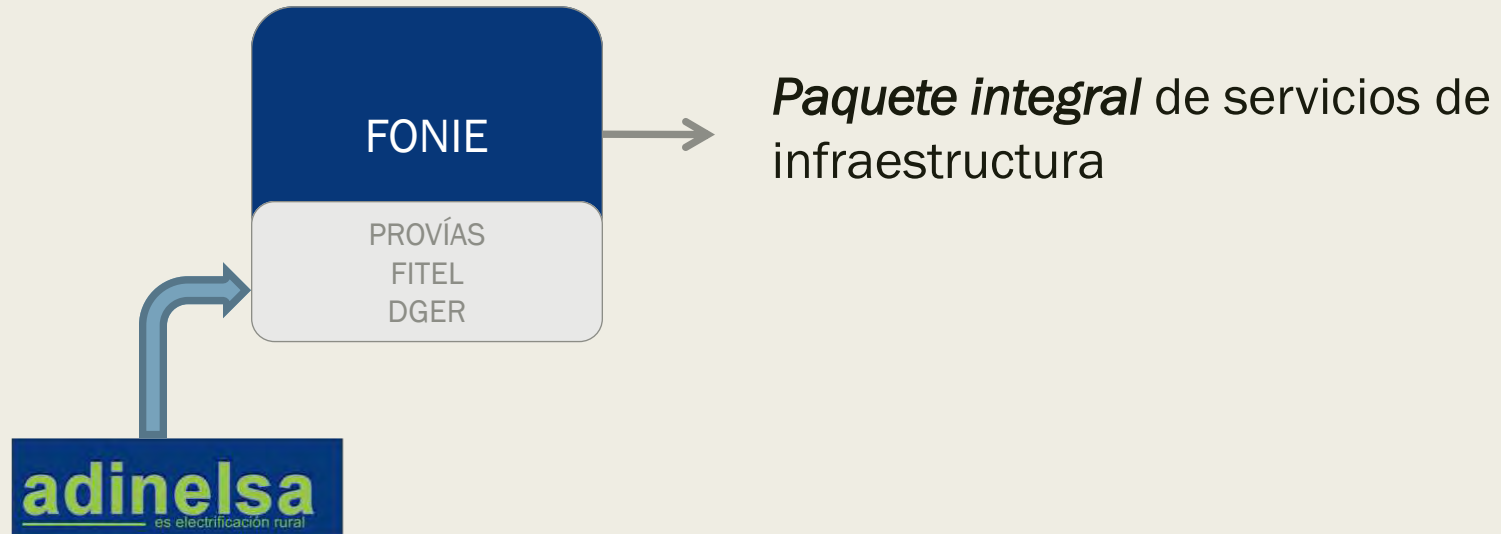 FONIE
Paquete integral de servicios de
infraestructura
PROVÍAS
FITEL
DGER
adinelsa
es electrificación rural